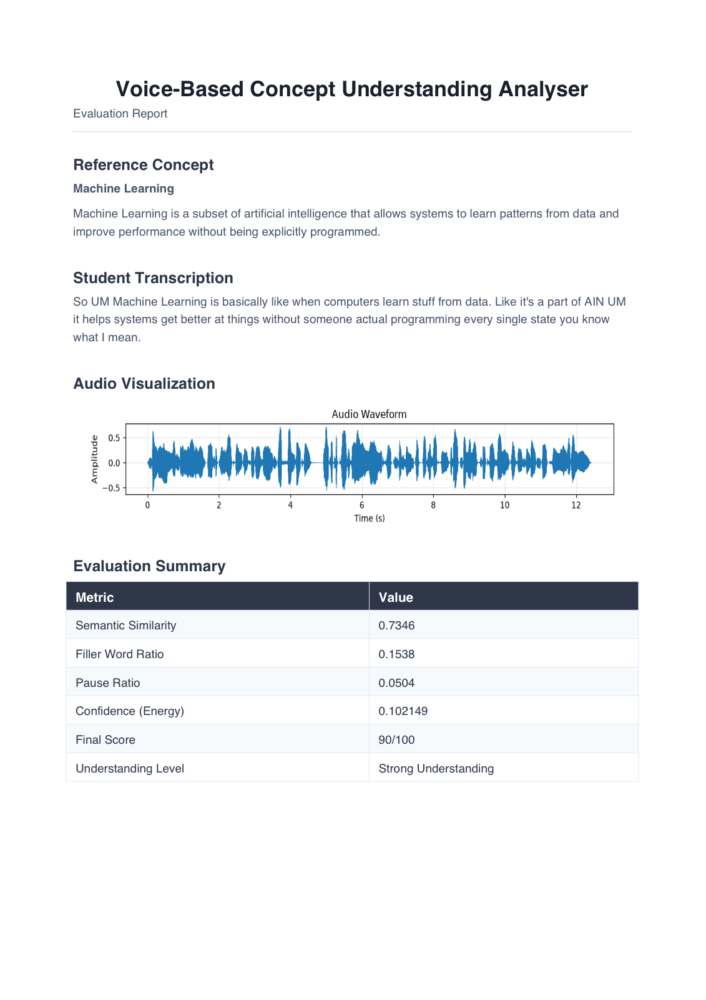 Voice-Based Concept Understanding Analyser
Evaluation Report
Reference Concept
Machine Learning
Machine Learning is a subset of artificial intelligence that allows systems to learn patterns from data and
improve performance without being explicitly programmed.
Student Transcription
So UM Machine Learning is basically like when computers learn stuff from data. Like it's a part of AIN UM
it helps systems get better at things without someone actual programming every single state you know
what I mean.
Audio Visualization
Audio Waveform
Amplitude
0.5
0.0
−0.5
0 2 4 6 8 10 12
Time (s)
Evaluation Summary
Metric Value
Semantic Similarity 0.7346
Filler Word Ratio 0.1538
Pause Ratio 0.0504
Confidence (Energy) 0.102149
Final Score 90/100
Understanding Level Strong Understanding